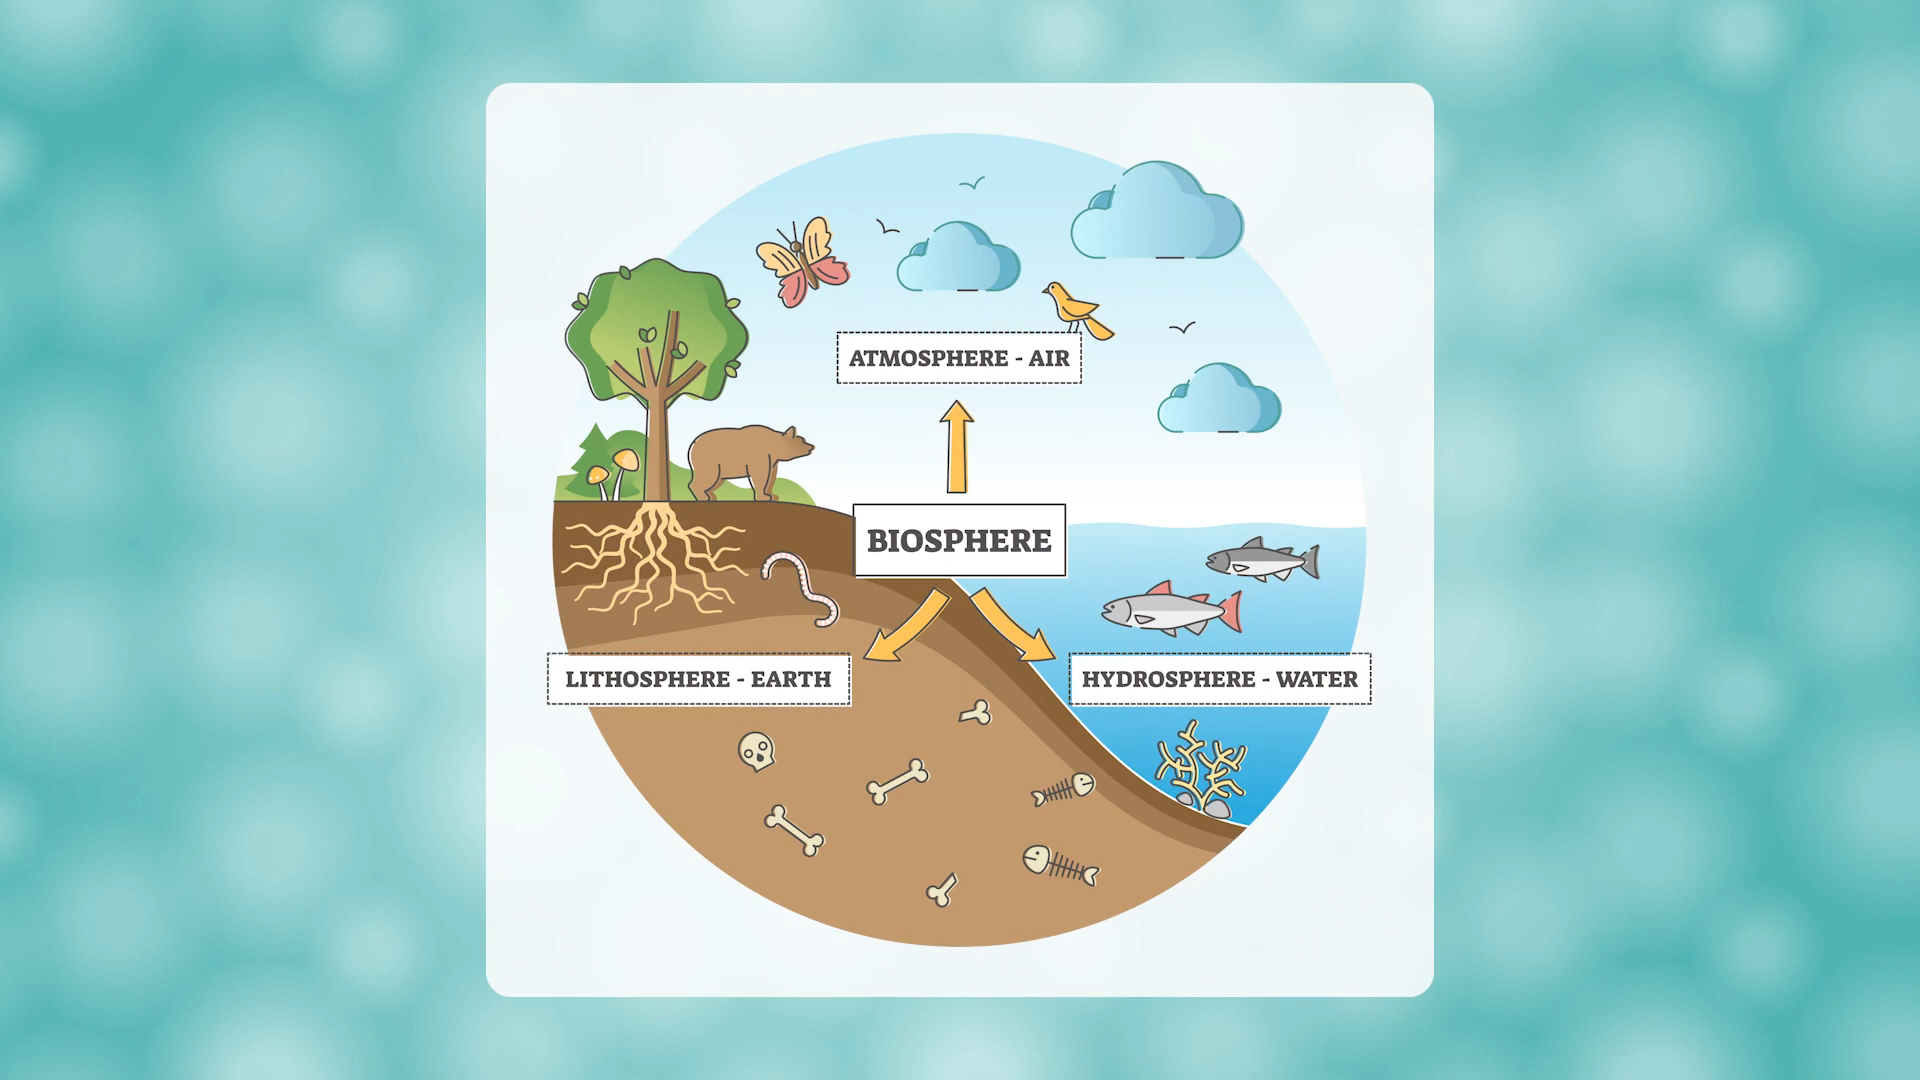 ATMOSPHERE - AIR
BIOSPHERE
LITHOSPHERE - EARTH
HYDROSPHERE - WATER